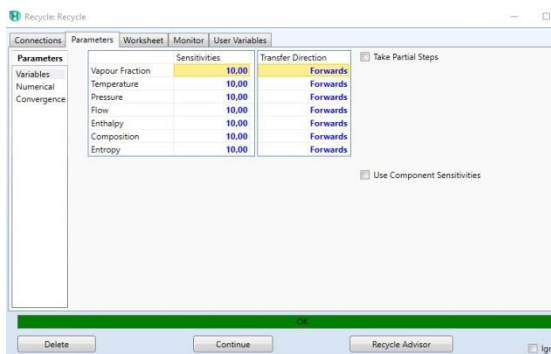 Recycle: Recycle
Connections Parameters Worksheet Monitor User Variables
Parameters
Variables
Numerical
Convergence
Sensitivities Transfer Direction
Vapour Fraction 10,00 Forwards
Temperature 10,00 Forwards
Pressure 10,00 Forwards
Flow 10,00 Forwards
Enthalpy 10,00 Forwards
Composition 10,00 Forwards
Entropy 10,00 Forwards
Take Partial Steps
Use Component Sensitivities
OK
Delete Continue Recycle Advisor